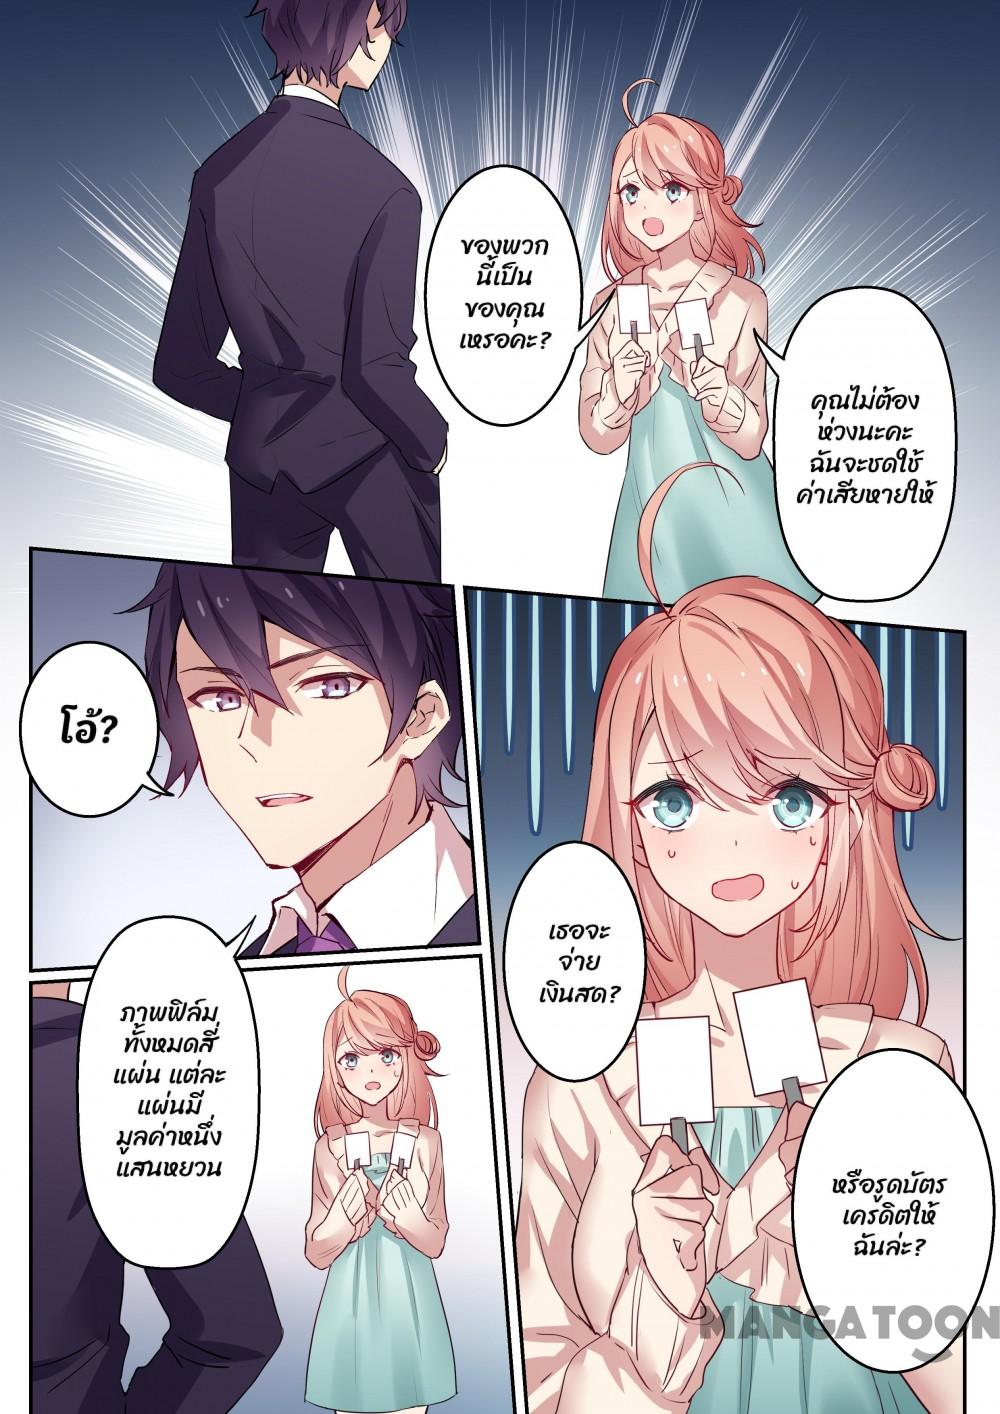 ของพวก
นี้เป็น
ของคุณ
เหรอคะ?
คุณไม่ต้อง
ห่วงนะคะ
ฉันจะชดใช้
ค่าเสียหายให้
โอ้?
ภาพฟิล์ม
ทั้งหมดสี่
แผ่น แต่ละ
แผ่นมี
มูลค่าหนึ่ง
แสนหยวน
เธอจะ
จ่าย
เงินสด?
หรือรูดบัตร
เครดิตให้
ฉันล่ะ?
MANGATOON